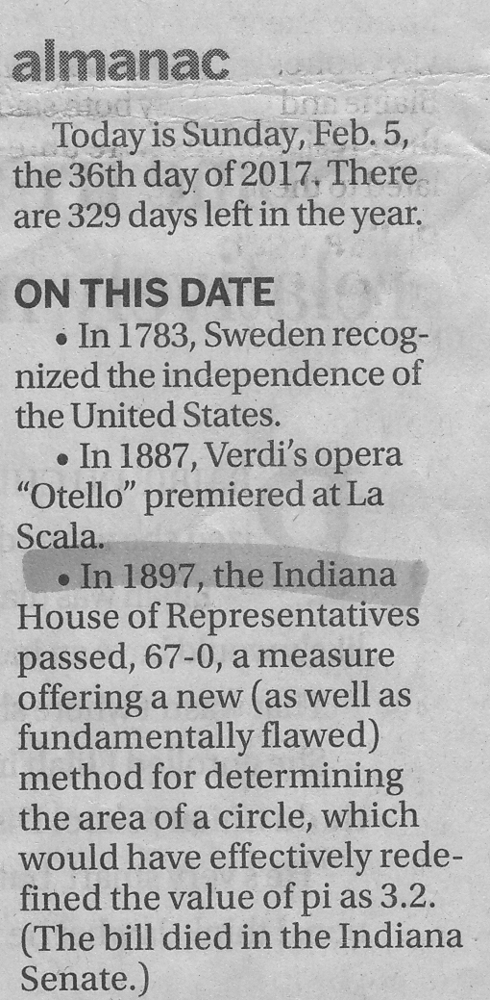 almanac
Today is Sunday, Feb. 5,
the 36th day of 2017. There
are 329 days left in the year.
ON THIS DATE
• In 1783, Sweden recog-
nized the independence of
the United States.
• In 1887, Verdi's opera
“Otello” premiered at La
Scala.
• In 1897, the Indiana
House of Representatives
passed, 67-0, a measure
offering a new (as well as
fundamentally flawed)
method for determining
the area of a circle, which
would have effectively rede-
fined the value of pi as 3.2.
(The bill died in the Indiana
Senate.)